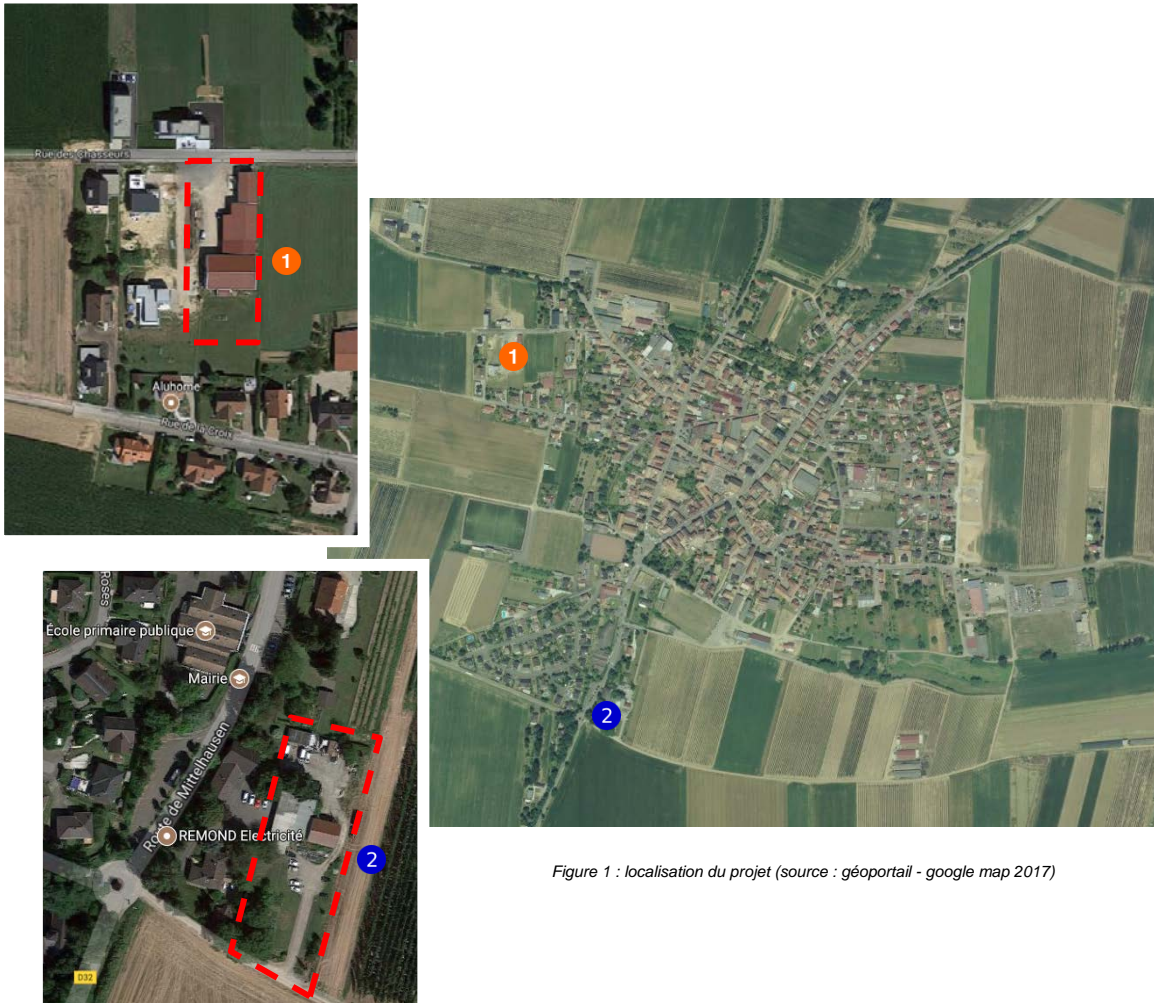 Rue des Chasseurs
1
Aluhome
Rue de la Croix
1
2
Roses
École primaire publique
Mairie
Route de Mittelhausen
REMOND Electricité
2
D32
Figure 1 : localisation du projet (source : géoportail - google map 2017)